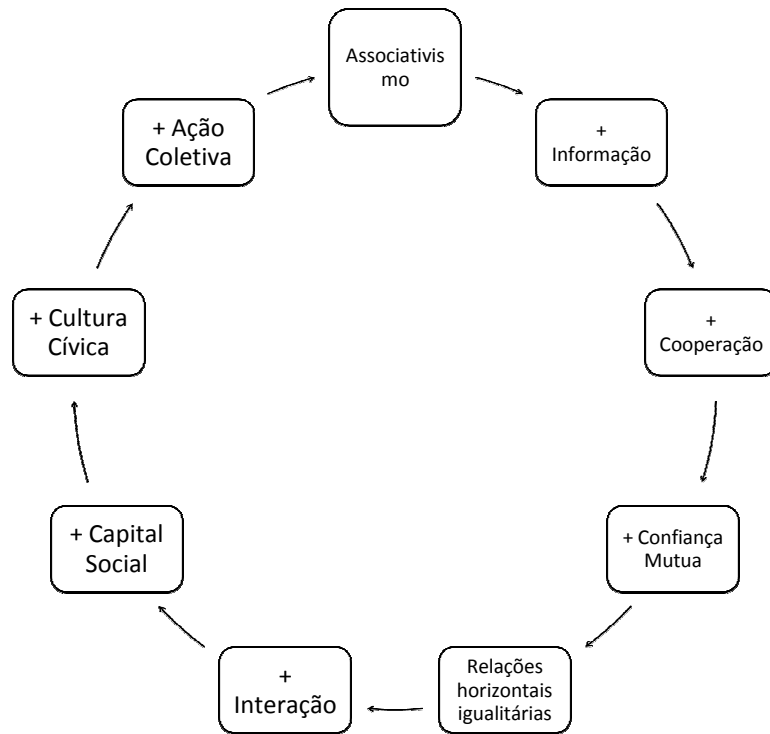 Associativis
mo
+
Informação
+
Cooperação
+ Confiança
Mutua
Relações
horizontais
igualitárias
+
Interação
+ Capital
Social
+ Cultura
Cívica
+ Ação
Coletiva